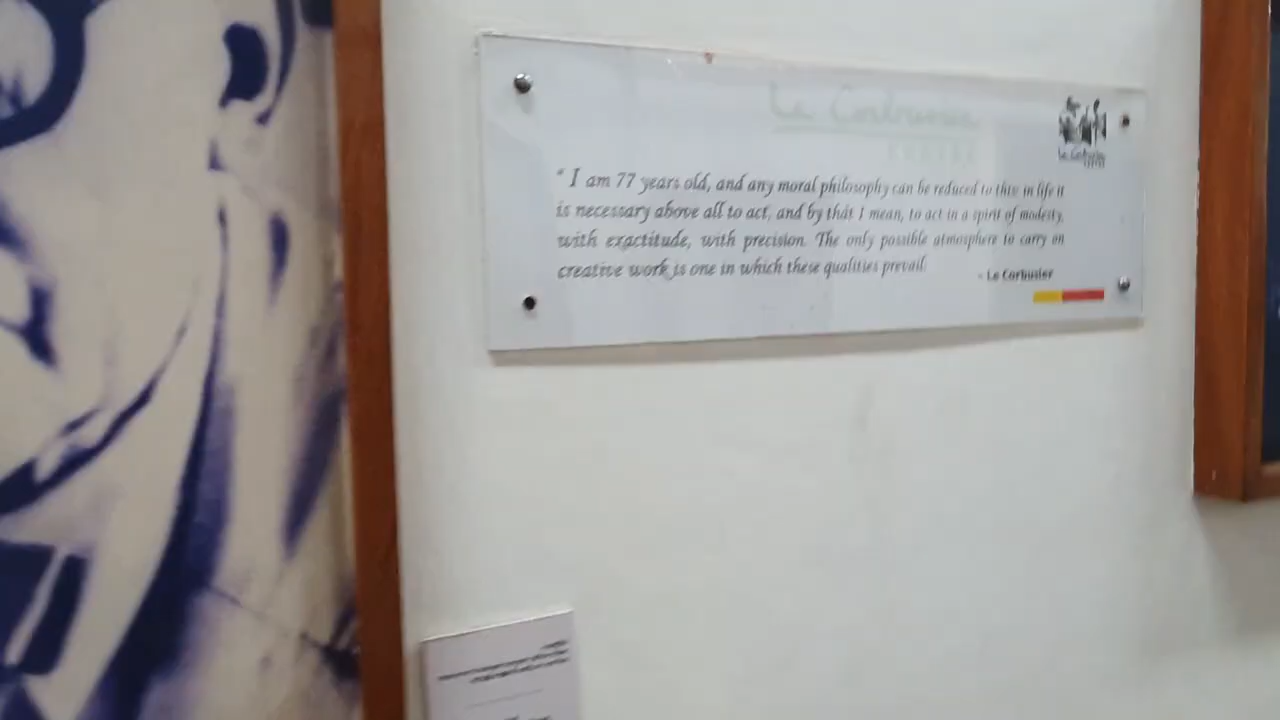 Le Corbusier
" I am 77 years old, and any moral philosophy can be reduced to this: in life it
is necessary above all to act, and by that I mean, to act in a spirit of modesty,
with exactitude, with precision. The only possible atmosphere to carry on
creative work is one in which these qualities prevail.
- Le Corbusier